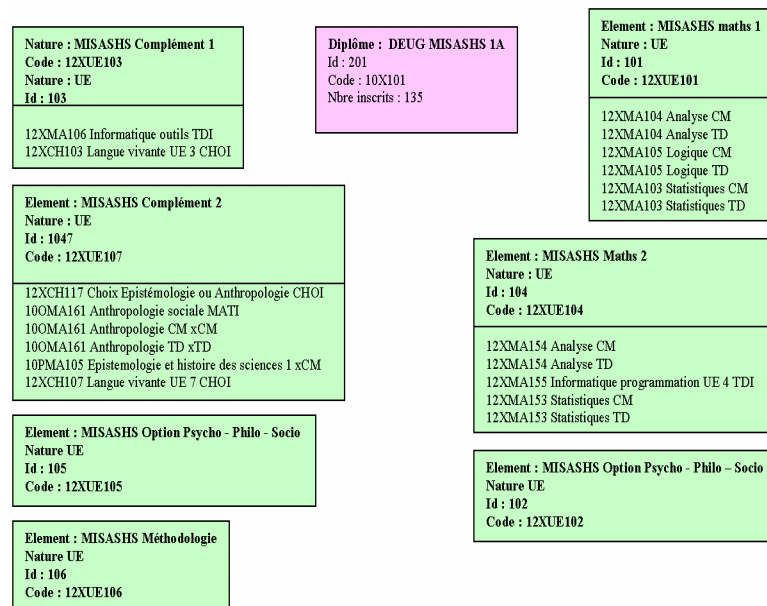 Nature : MISASHS Complément 1
Code : 12XUE103
Nature : UE
Id : 103
12XMA106 Informatique outils TDI
12XCH103 Langue vivante UE 3 CHOI
Diplôme : DEUG MISASHS 1A
Id : 201
Code : 10X101
Nbre inscrits : 135
Element : MISASHS maths 1
Nature : UE
Id : 101
Code : 12XUE101
12XMA104 Analyse CM
12XMA104 Analyse TD
12XMA105 Logique CM
12XMA105 Logique TD
12XMA103 Statistiques CM
12XMA103 Statistiques TD
Element : MISASHS Complément 2
Nature : UE
Id : 1047
Code : 12XUE107
12XCH117 Choix Epistémologie ou Anthropologie CHOI
10OMA161 Anthropologie sociale MATI
10OMA161 Anthropologie CM xCM
10OMA161 Anthropologie TD xTD
10PMA105 Epistemologie et histoire des sciences 1 xCM
12XCH107 Langue vivante UE 7 CHOI
Element : MISASHS Maths 2
Nature : UE
Id : 104
Code : 12XUE104
12XMA154 Analyse CM
12XMA154 Analyse TD
12XMA155 Informatique programmation UE 4 TDI
12XMA153 Statistiques CM
12XMA153 Statistiques TD
Element : MISASHS Option Psycho - Philo - Socio
Nature UE
Id : 105
Code : 12XUE105
Element : MISASHS Option Psycho - Philo – Socio
Nature UE
Id : 102
Code : 12XUE102
Element : MISASHS Méthodologie
Nature UE
Id : 106
Code : 12XUE106